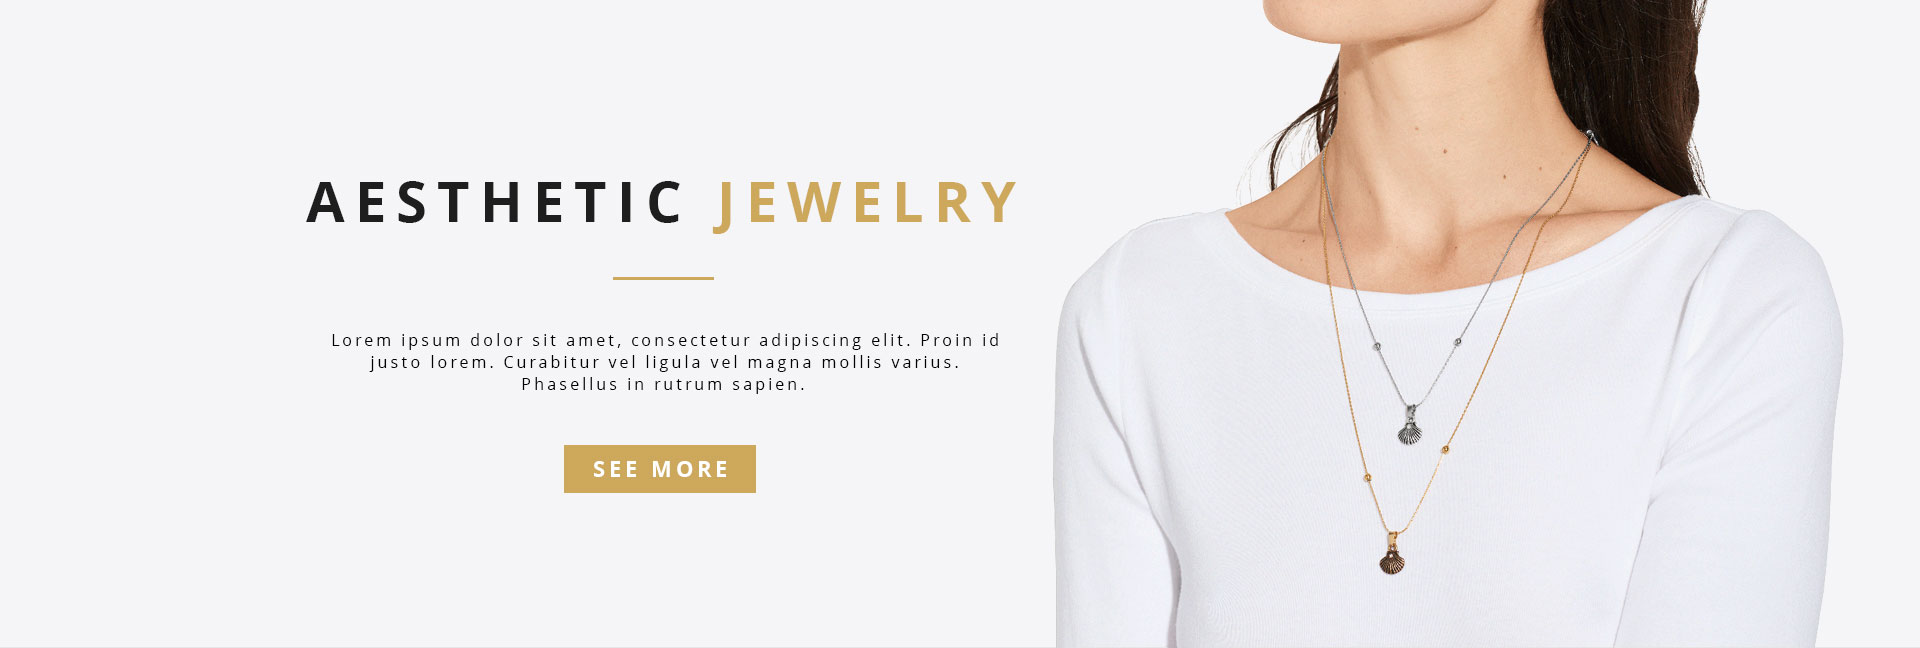 AESTHETIC JEWELRY
Lorem ipsum dolor sit amet, consectetur adipiscing elit. Proin id
justo lorem. Curabitur vel ligula vel magna mollis varius.
Phasellus in rutrum sapien.
SEE MORE